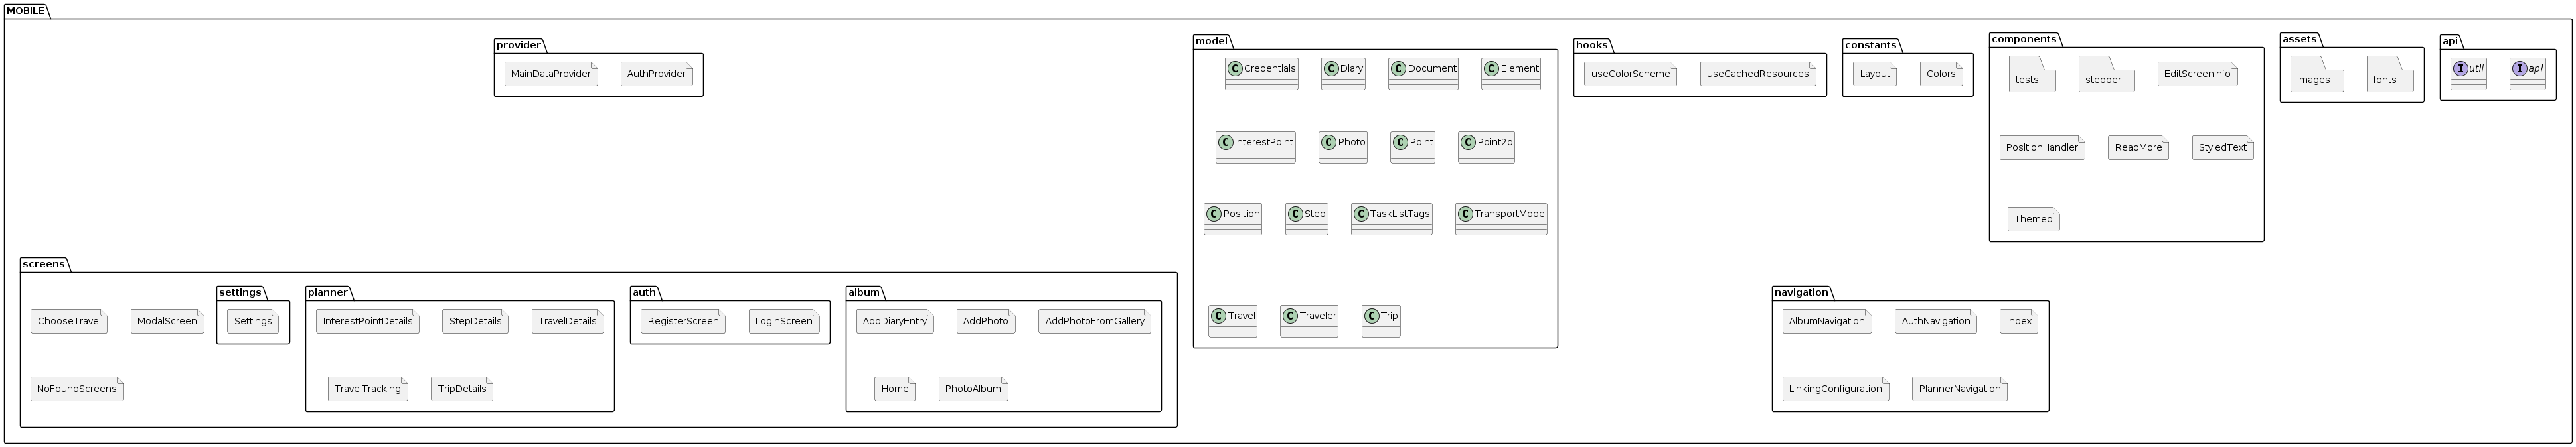 MOBILE
provider
MainDataProvider
AuthProvider
model
C Credentials
C Diary
C Document
C Element
C InterestPoint
C Photo
C Point
C Point2d
C Position
C Step
C TaskListTags
C TransportMode
C Travel
C Traveler
C Trip
hooks
useColorScheme
useCachedResources
constants
Layout
Colors
components
tests
stepper
EditScreenInfo
PositionHandler
ReadMore
StyledText
Themed
assets
images
fonts
api
I util
I api
screens
ChooseTravel
ModalScreen
NoFoundScreens
settings
Settings
planner
InterestPointDetails
StepDetails
TravelDetails
TravelTracking
TripDetails
auth
RegisterScreen
LoginScreen
album
AddDiaryEntry
AddPhoto
AddPhotoFromGallery
Home
PhotoAlbum
navigation
AlbumNavigation
AuthNavigation
index
LinkingConfiguration
PlannerNavigation